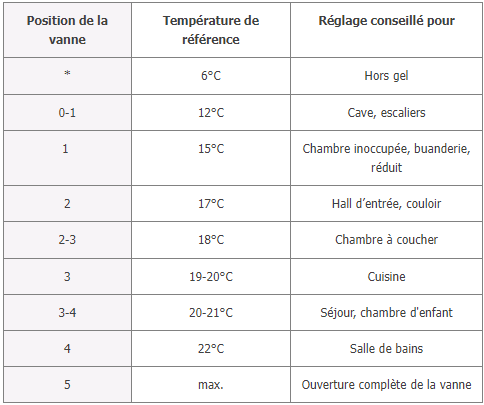 Position de la vanne Température de référence Réglage conseillé pour
* 6°C Hors gel
0-1 12°C Cave, escaliers
1 15°C Chambre inoccupée, buanderie, réduit
2 17°C Hall d’entrée, couloir
2-3 18°C Chambre à coucher
3 19-20°C Cuisine
3-4 20-21°C Séjour, chambre d'enfant
4 22°C Salle de bains
5 max. Ouverture complète de la vanne